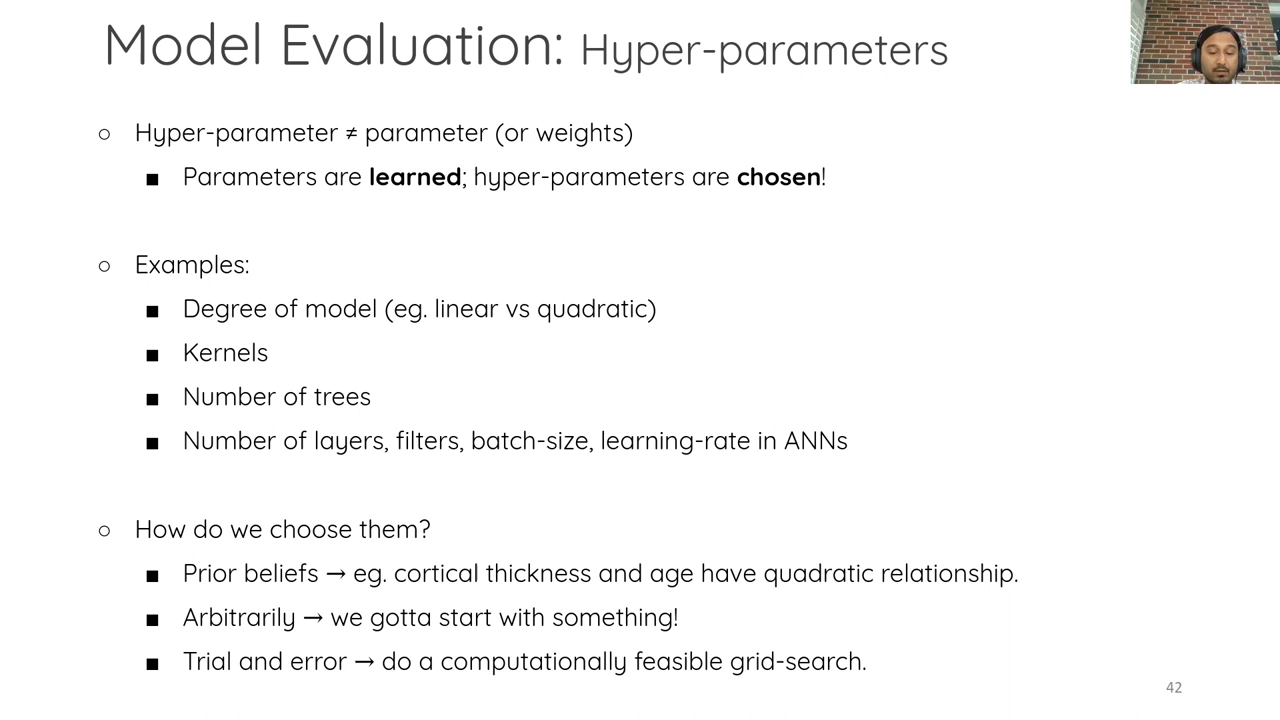 Model Evaluation: Hyper-parameters
○ Hyper-parameter ≠ parameter (or weights)
■ Parameters are learned; hyper-parameters are chosen!
○ Examples:
■ Degree of model (eg. linear vs quadratic)
■ Kernels
■ Number of trees
■ Number of layers, filters, batch-size, learning-rate in ANNs
○ How do we choose them?
■ Prior beliefs → eg. cortical thickness and age have quadratic relationship.
■ Arbitrarily → we gotta start with something!
■ Trial and error → do a computationally feasible grid-search.
42